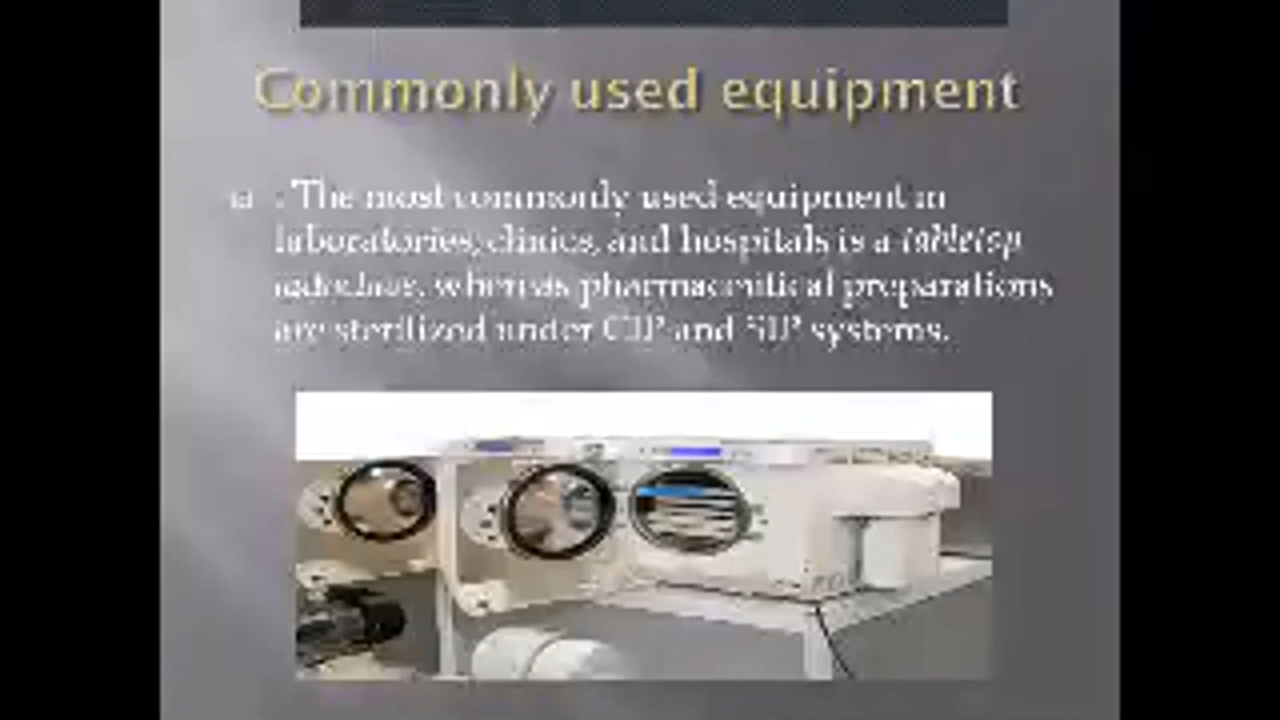 Commonly used equipment
: The most commonly used equipment in
laboratories, clinics, and hospitals is a tabletop
autoclave, whereas pharmaceutical preparations
are sterilized under CIP and SIP systems.